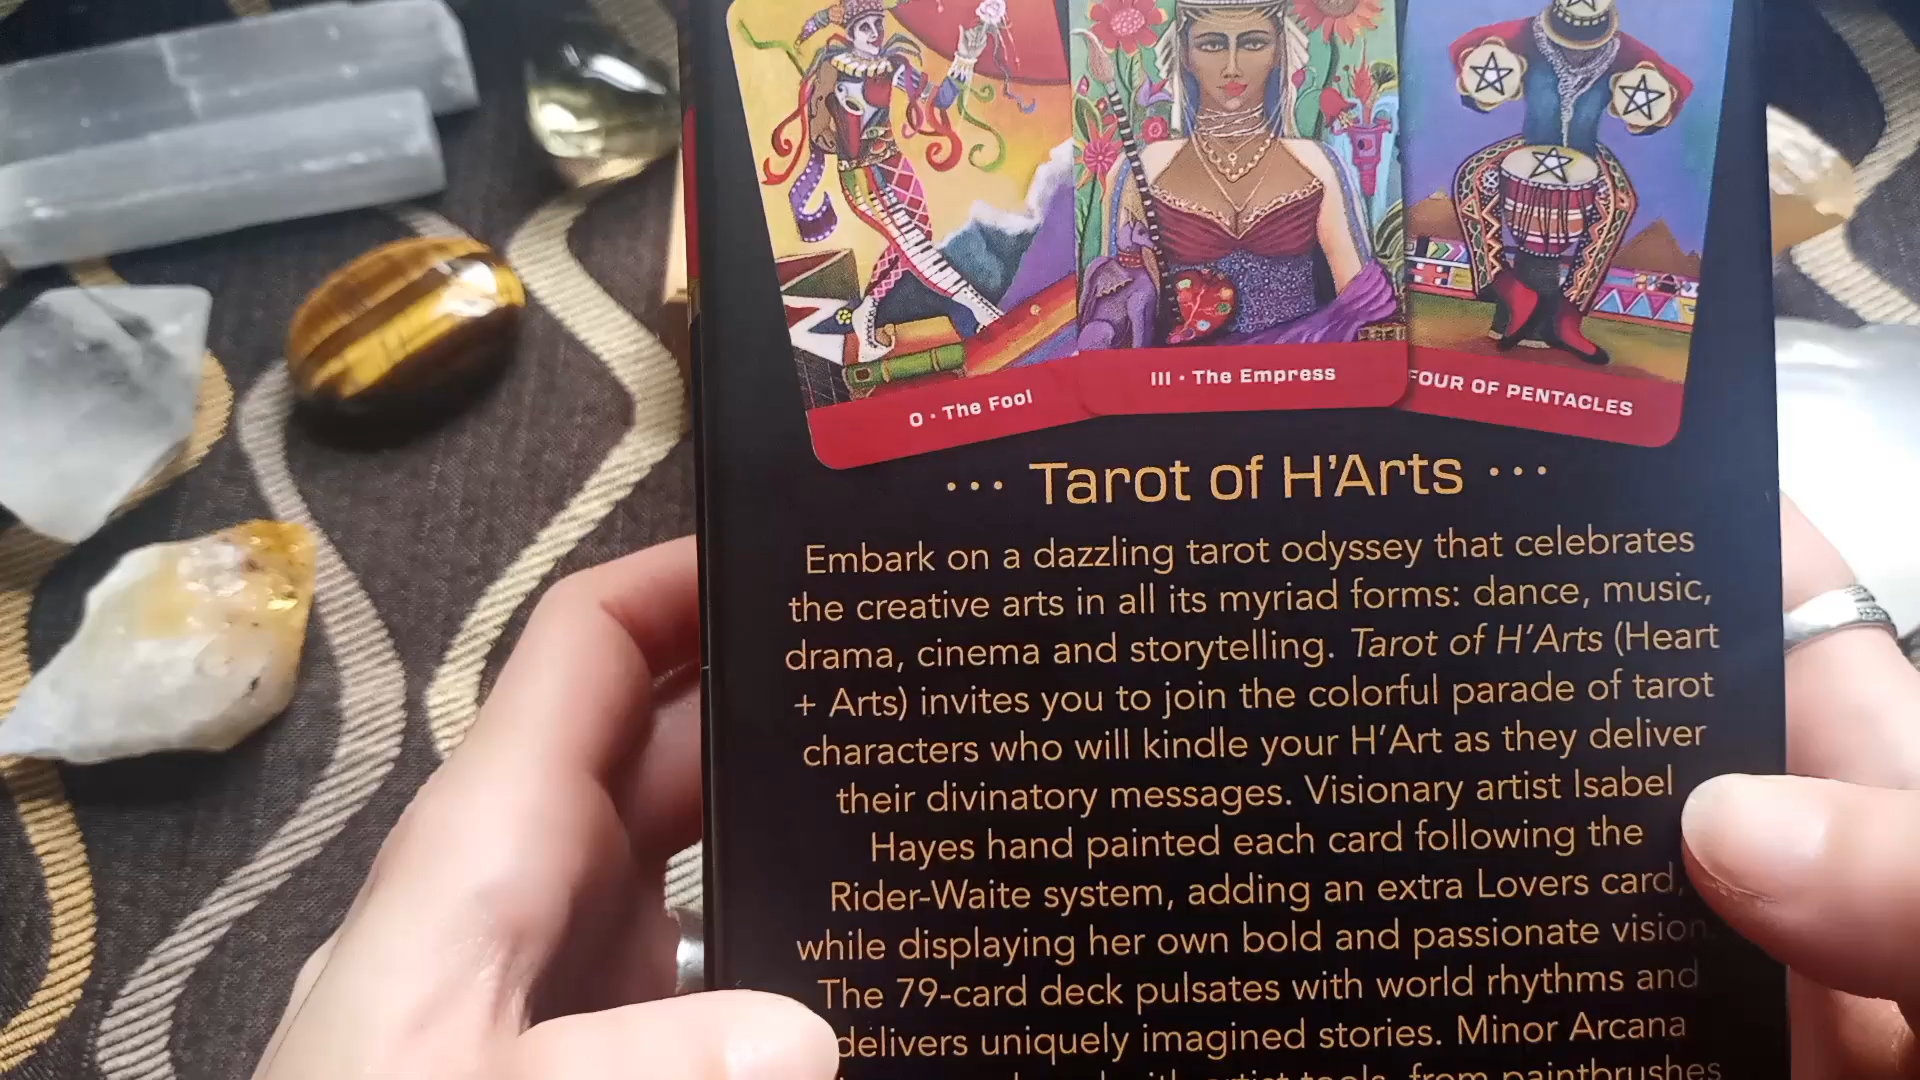 0 · The Fool
III · The Empress
FOUR OF PENTACLES
··· Tarot of H'Arts ···
Embark on a dazzling tarot odyssey that celebrates
the creative arts in all its myriad forms: dance, music,
drama, cinema and storytelling. Tarot of H'Arts (Heart
+ Arts) invites you to join the colorful parade of tarot
characters who will kindle your H'Art as they deliver
their divinatory messages. Visionary artist Isabel
Hayes hand painted each card following the
Rider-Waite system, adding an extra Lovers card,
while displaying her own bold and passionate vision.
The 79-card deck pulsates with world rhythms and
delivers uniquely imagined stories. Minor Arcana
with artist tools, from paintbrushes